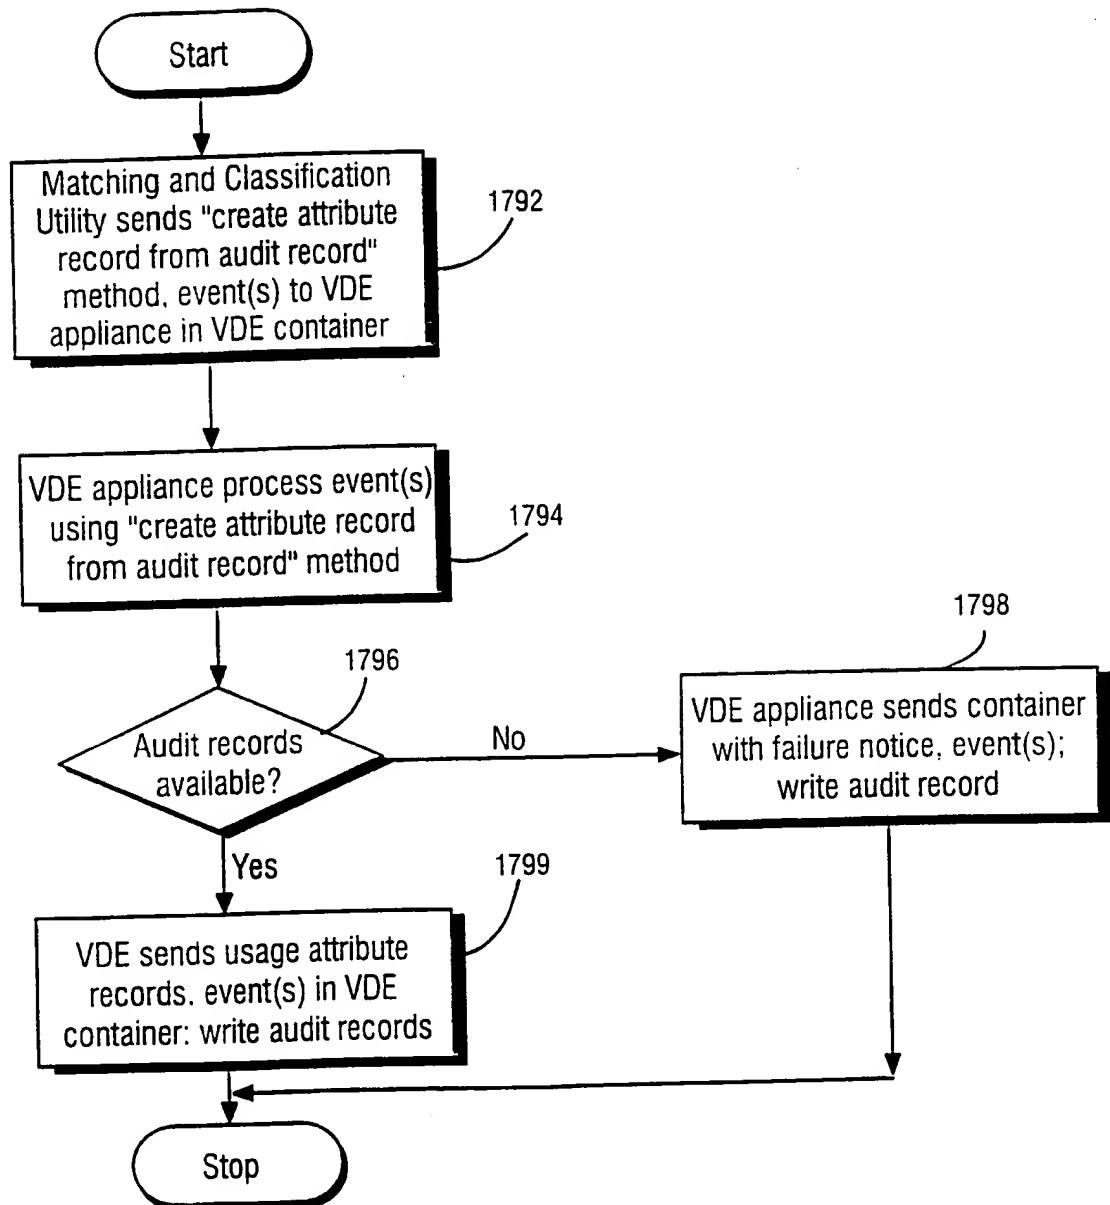 Start
Matching and Classification
Utility sends "create attribute
record from audit record"
method, event(s) to VDE
appliance in VDE container
1792
VDE appliance process event(s)
using "create attribute record
from audit record" method
1794
1796
Audit records
available?
No
1798
VDE appliance sends container
with failure notice, event(s);
write audit record
Yes
1799
VDE sends usage attribute
records, event(s) in VDE
container: write audit records
Stop